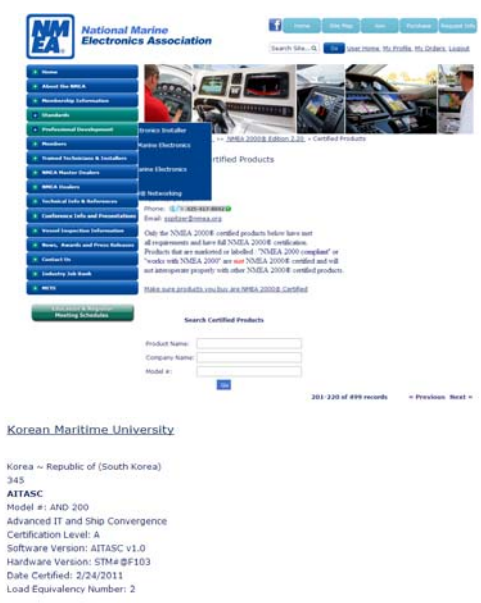 National Marine
Electronics Association
Home
Site Map
Join
Purchase
Request Info
Search Site...
Go
User Home, My Profile, My Orders, Logout
Home
About the NMEA
Membership Information
Standards
Professional Development
Members
Trained Technicians & Installers
NMEA Master Dealers
NMEA Dealers
Technical Info & References
Conference Info and Presentations
Vessel Inspection Information
News, Awards and Press Releases
Contact Us
Industry Job Bank
Meeting Schedules
tronics Installer
Marine Electronics
arine Electronics
® Networking
>> NMEA 2000® Edition 2.20 > Certified Products
rtified Products
Phone:
Email: sspitzer@nmea.org
Only the NMEA 2000® certified products below have met
all requirements and have full NMEA 2000® certification.
Products that are marketed or labelled : "NMEA 2000 compliant" or
"works with NMEA 2000" are not NMEA 2000® certified and will
not interoperate properly with other NMEA 2000® certified products.
Make sure products you buy are NMEA 2000® Certified
Search Certified Products
Product Name:
Company Name:
Model #:
Go
201-220 of 499 records
« Previous Next »
Korean Maritime University
Korea ~ Republic of (South Korea)
345
AITASC
Model #: AND 200
Advanced IT and Ship Convergence
Certification Level: A
Software Version: AITASC v1.0
Hardware Version: STM#@F103
Date Certified: 2/24/2011
Load Equivalency Number: 2